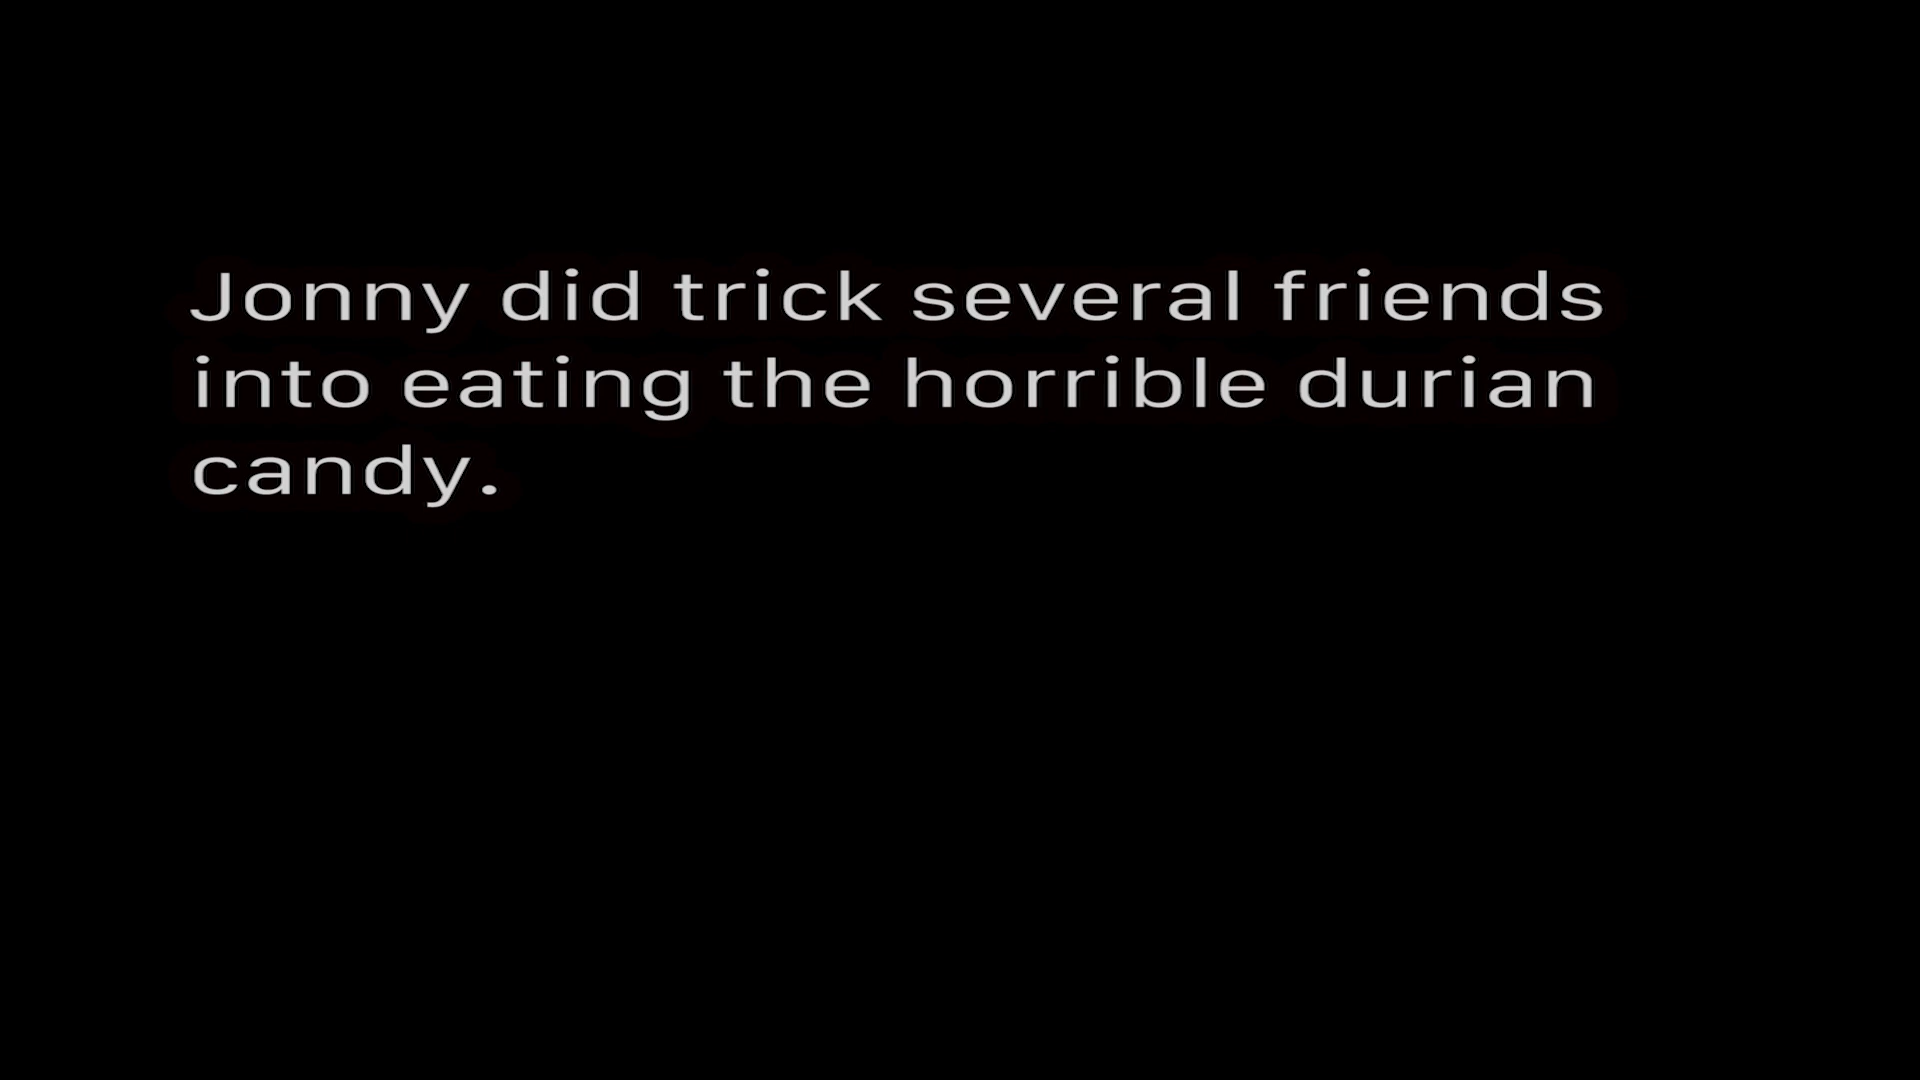 Jonny did trick several friends
into eating the horrible durian
candy.